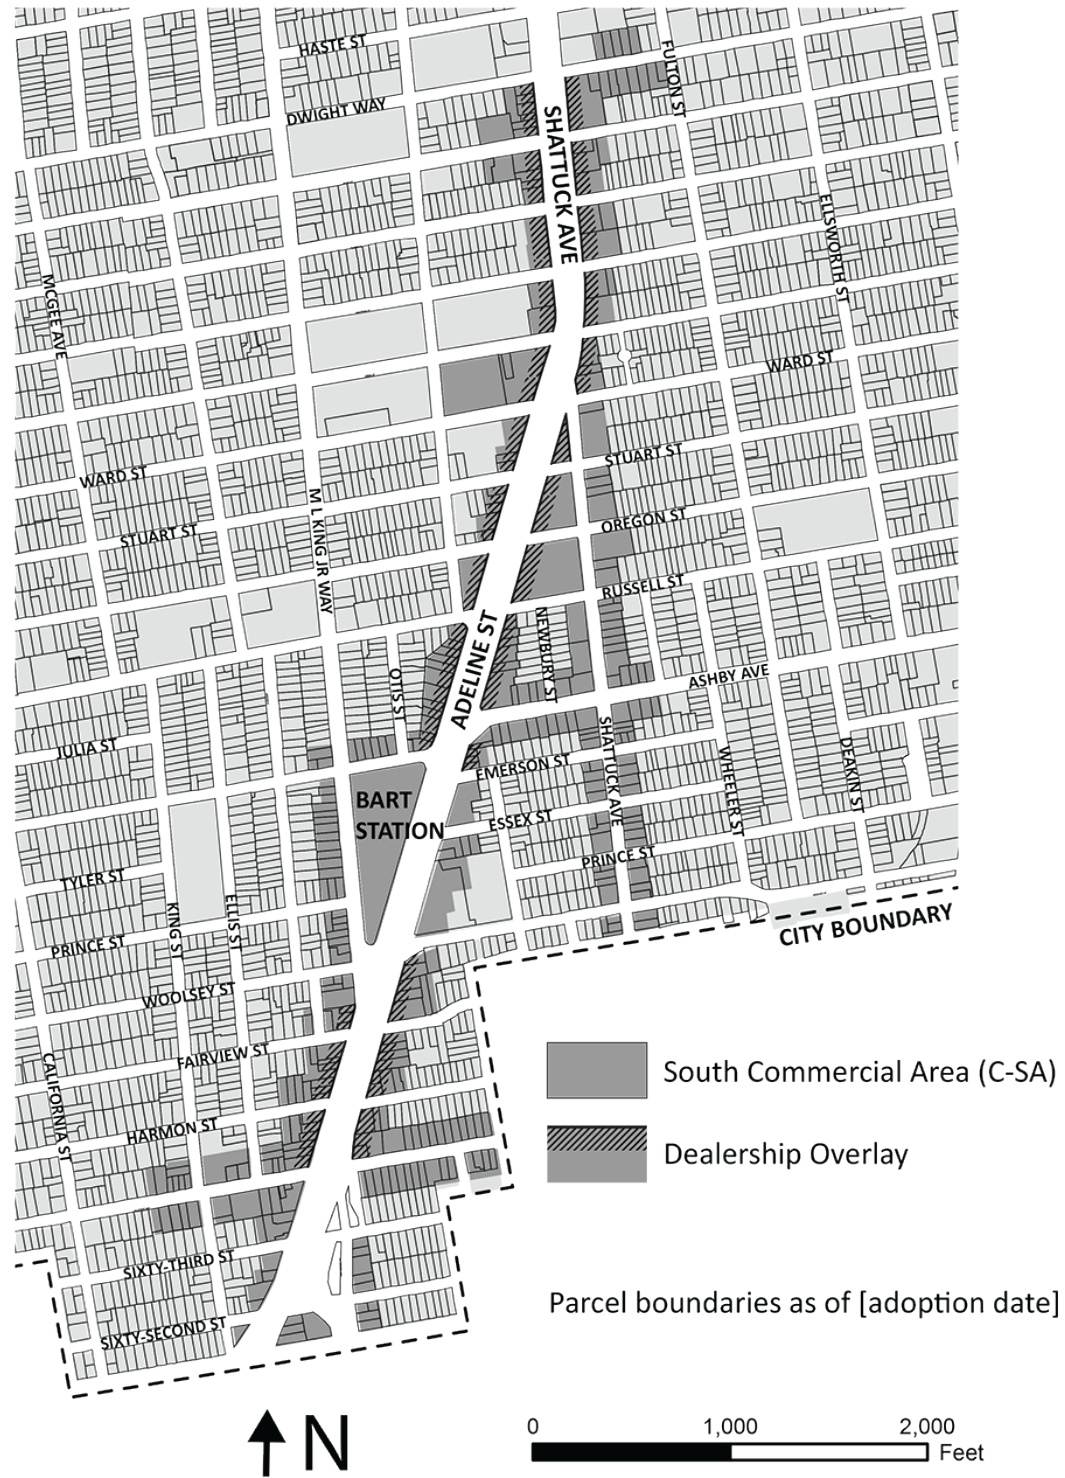 HASTE ST
FULTON ST
DWIGHT WAY
SHATTUCK AVE
ELLSWORTH ST
MCGEE AVE
WARD ST
STUART ST
WARD ST
M L KING JR WAY
OREGON ST
STUART ST
RUSSELL ST
NEWBURY ST
ADELINE ST
OTIS ST
ASHBY AVE
JULIA ST
SHATTUCK AVE
WHEELER ST
DEAKIN ST
EMERSON ST
BART
STATION
ESSEX ST
PRINCE ST
TYLER ST
KING ST
ELLIS ST
PRINCE ST
CITY BOUNDARY
WOOLSEY ST
FAIRVIEW ST
CALIFORNIA ST
South Commercial Area (C-SA)
HARMON ST
Dealership Overlay
SIXTY-THIRD ST
Parcel boundaries as of [adoption date]
SIXTY-SECOND ST
N
0 1,000 2,000
Feet